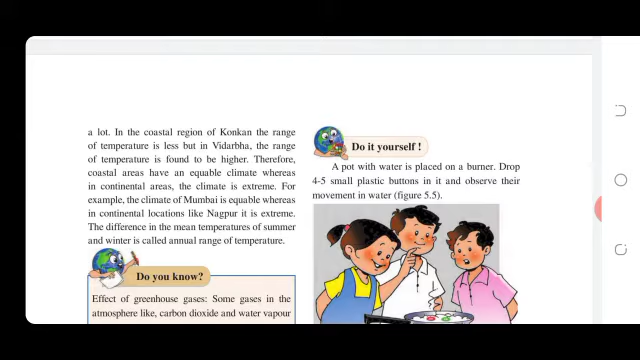 a lot. In the coastal region of Konkan the range
of temperature is less but in Vidarbha, the range
of temperature is found to be higher. Therefore,
coastal areas have an equable climate whereas
in continental areas, the climate is extreme. For
example, the climate of Mumbai is equable whereas
in continental locations like Nagpur it is extreme.
The difference in the mean temperatures of summer
and winter is called annual range of temperature.
Do you know?
Effect of greenhouse gases: Some gases in the
atmosphere like, carbon dioxide and water vapour
Do it yourself !
A pot with water is placed on a burner. Drop
4-5 small plastic buttons in it and observe their
movement in water (figure 5.5).